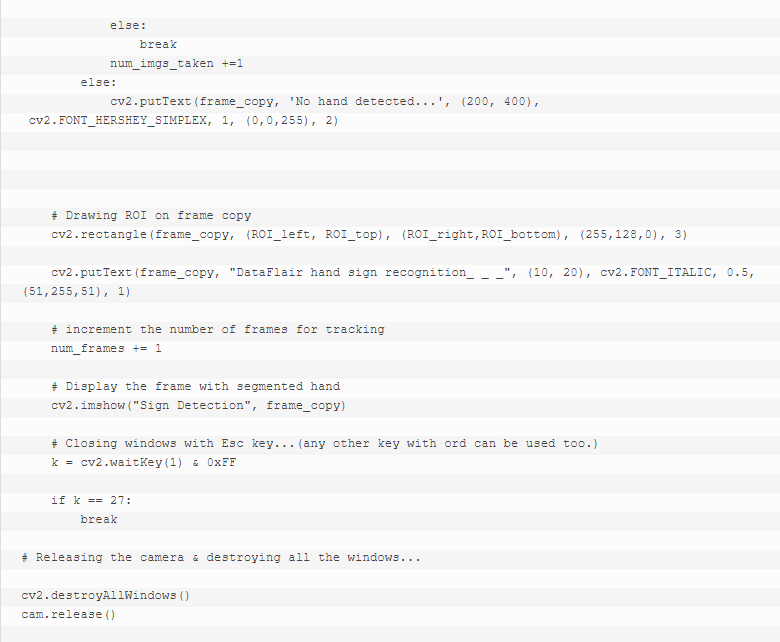 else:
                break
            num_imgs_taken +=1
        else:
            cv2.putText(frame_copy, 'No hand detected...', (200, 400),
 cv2.FONT_HERSHEY_SIMPLEX, 1, (0,0,255), 2)
    # Drawing ROI on frame copy
    cv2.rectangle(frame_copy, (ROI_left, ROI_top), (ROI_right,ROI_bottom), (255,128,0), 3)
    cv2.putText(frame_copy, "DataFlair hand sign recognition_ _ _", (10, 20), cv2.FONT_ITALIC, 0.5,
(51,255,51), 1)
    # increment the number of frames for tracking
    num_frames += 1
    # Display the frame with segmented hand
    cv2.imshow("Sign Detection", frame_copy)
    # Closing windows with Esc key...(any other key with ord can be used too.)
    k = cv2.waitKey(1) & 0xFF
    if k == 27:
        break
# Releasing the camera & destroying all the windows...
cv2.destroyAllWindows()
cam.release()